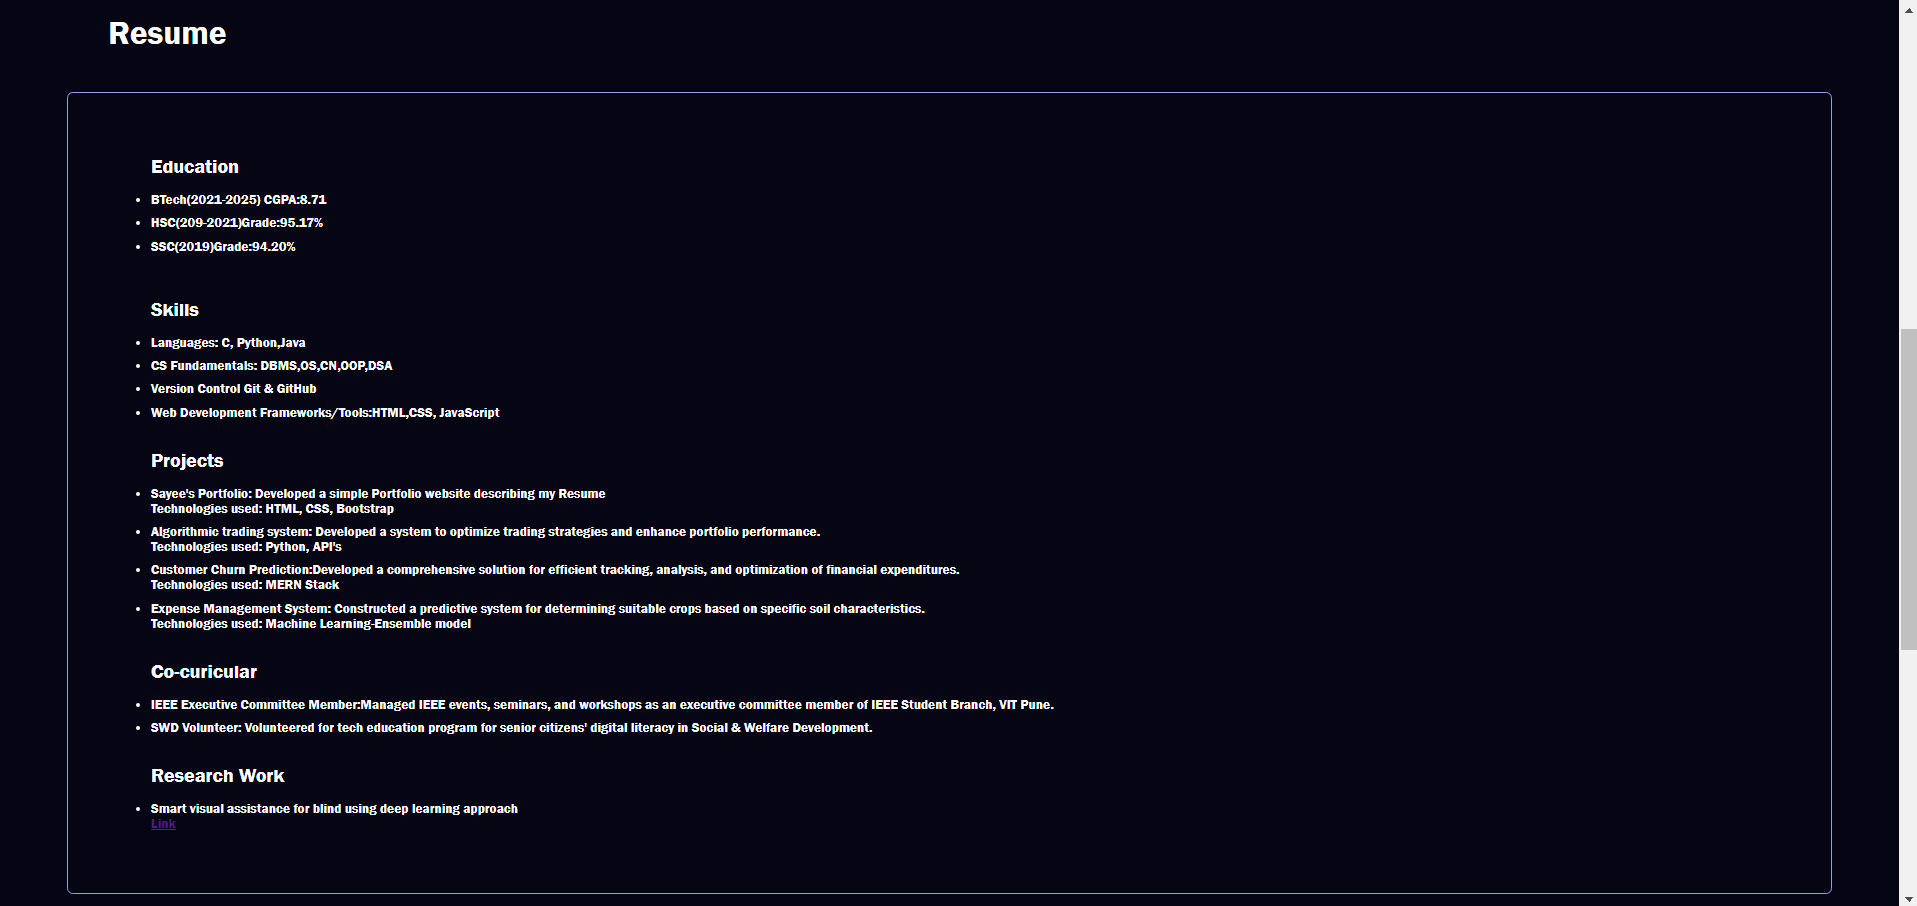 Resume
Education
BTech(2021-2025) CGPA:8.71
HSC(209-2021)Grade:95.17%
SSC(2019)Grade:94.20%
Skills
Languages: C, Python,Java
CS Fundamentals: DBMS,OS,CN,OOP,DSA
Version Control Git & GitHub
Web Development Frameworks/Tools:HTML,CSS, JavaScript
Projects
Sayee's Portfolio: Developed a simple Portfolio website describing my Resume
Technologies used: HTML, CSS, Bootstrap
Algorithmic trading system: Developed a system to optimize trading strategies and enhance portfolio performance.
Technologies used: Python, API's
Customer Churn Prediction:Developed a comprehensive solution for efficient tracking, analysis, and optimization of financial expenditures.
Technologies used: MERN Stack
Expense Management System: Constructed a predictive system for determining suitable crops based on specific soil characteristics.
Technologies used: Machine Learning-Ensemble model
Co-curicular
IEEE Executive Committee Member:Managed IEEE events, seminars, and workshops as an executive committee member of IEEE Student Branch, VIT Pune.
SWD Volunteer: Volunteered for tech education program for senior citizens' digital literacy in Social & Welfare Development.
Research Work
Smart visual assistance for blind using deep learning approach
Link